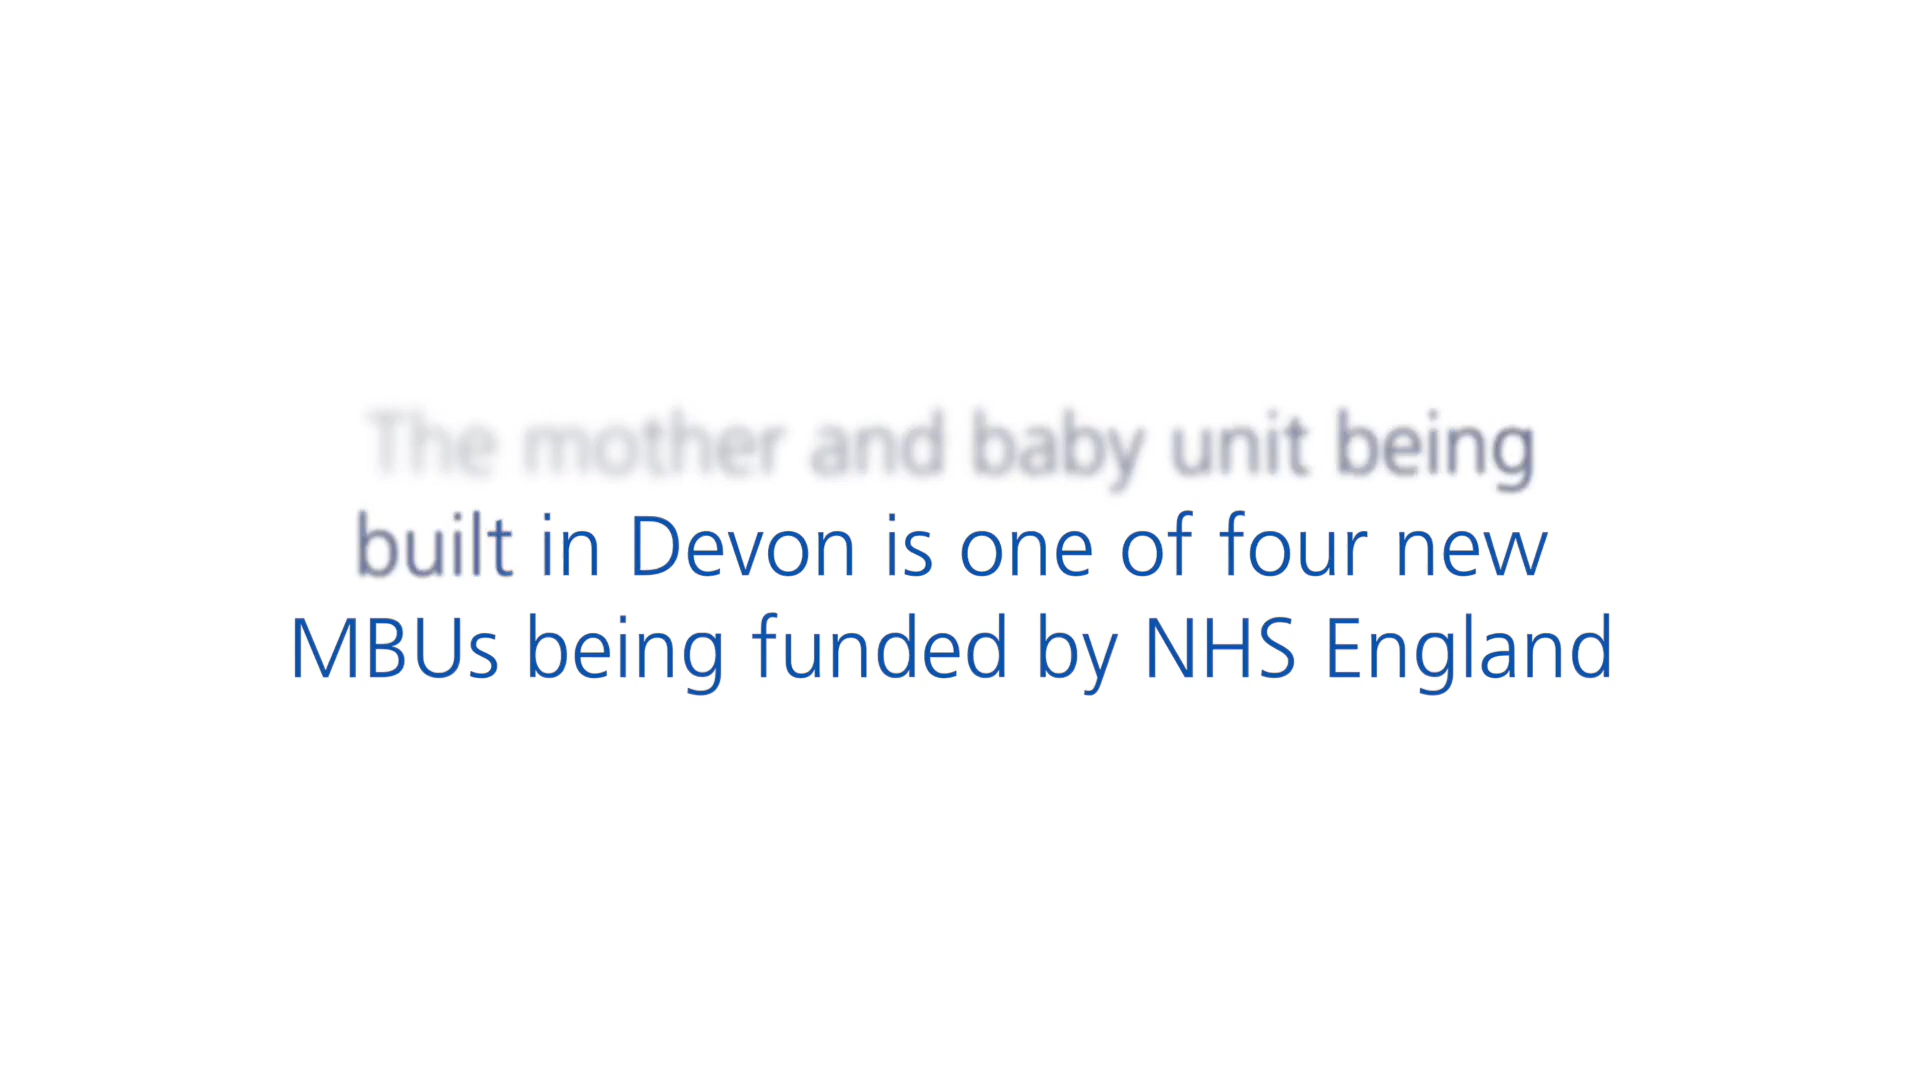 The mother and baby unit being
built in Devon is one of four new
MBUs being funded by NHS England